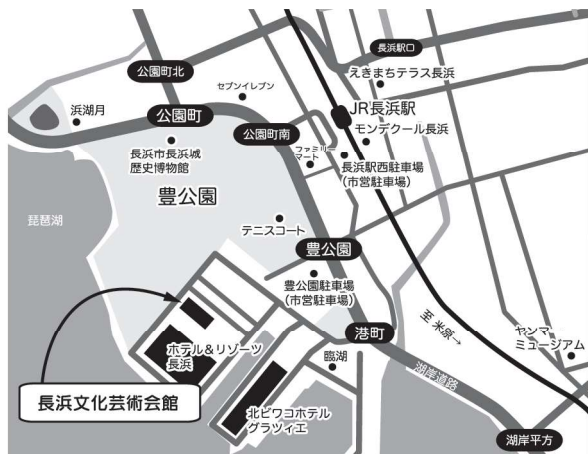 長浜駅口
えきまちテラス長浜
公園町北
セブンイレブン
JR長浜駅
浜湖月
公園町
公園町南
モンデクール長浜
長浜市長浜城
歴史博物館
ファミリー
マート
長浜駅西駐車場
(市営駐車場)
豊公園
琵琶湖
テニスコート
豊公園
豊公園駐車場
(市営駐車場)
港町
至 米原→
ヤンマー
ミュージアム
ホテル&リゾーツ
長浜
臨湖
湖岸道路
長浜文化芸術会館
北ビワコホテル
グラツィエ
湖岸平方